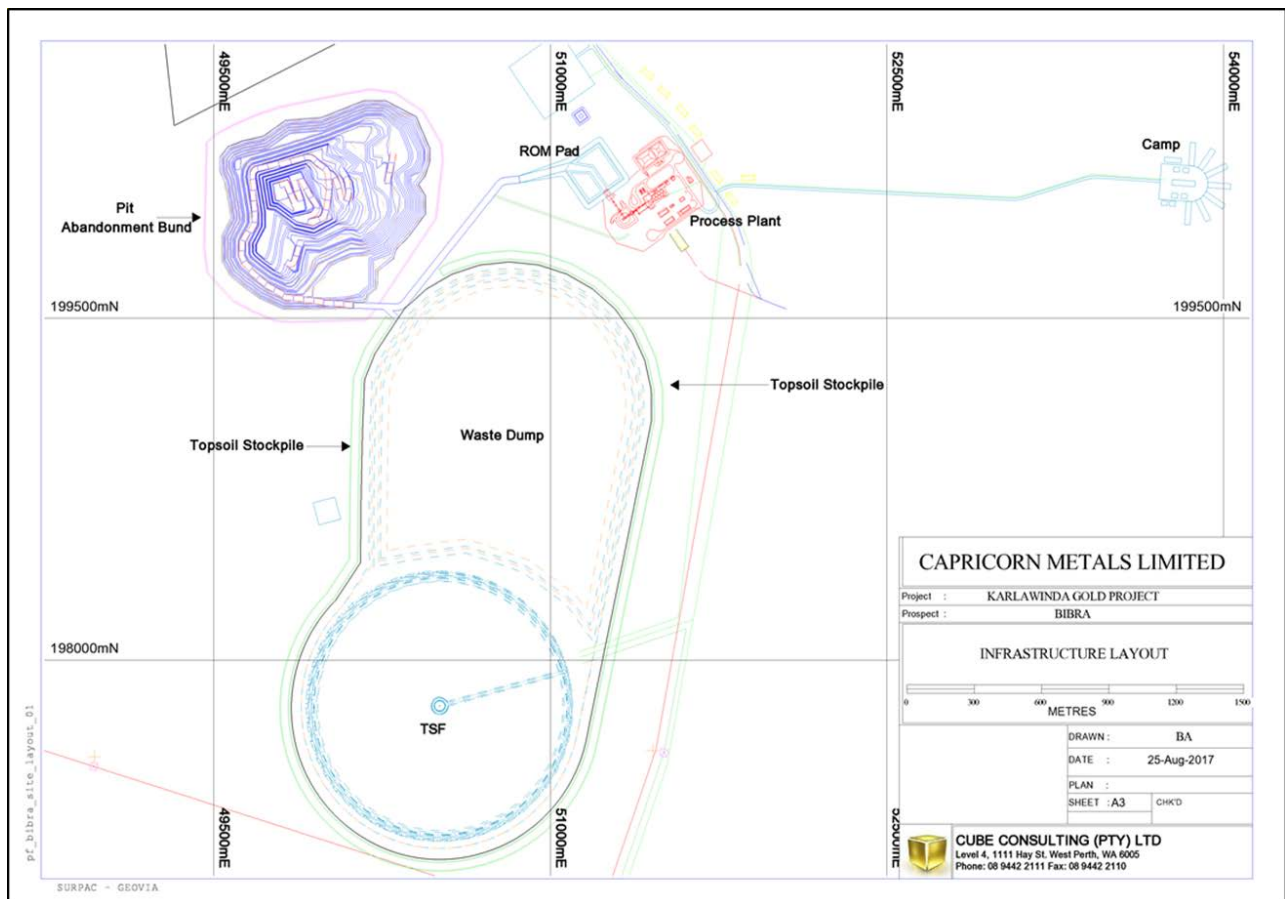 49500mE
51000mE
52500mE
54000mE
ROM Pad
Camp
Pit
Abandonment Bund
Process Plant
199500mN
199500mN
Topsoil Stockpile
Waste Dump
Topsoil Stockpile
198000mN
TSF
49500mE
51000mE
52500mE
CAPRICORN METALS LIMITED
Project : KARLAWINDA GOLD PROJECT
Prospect : BIBRA
INFRASTRUCTURE LAYOUT
0 300 600 900 1200 1500
METRES
DRAWN : BA
DATE : 25-Aug-2017
PLAN :
SHEET : A3 CHK'D
CUBE CONSULTING (PTY) LTD
Level 4, 1111 Hay St. West Perth, WA 6005
Phone: 08 9442 2111 Fax: 08 9442 2110
pf_bibra_site_layout_01
SURPAC - GEOVIA